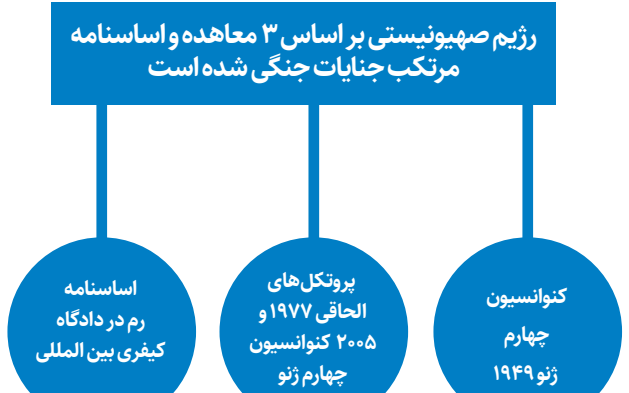 رژیم صهیونیستی بر اساس ۳ معاهده و اساسنامه
مرتکب جنایات جنگی شده است
کنوانسیون
چهارم
ژنو ۱۹۴۹
پروتکل‌های
الحاقی ۱۹۷۷ و
۲۰۰۵ کنوانسیون
چهارم ژنو
اساسنامه
رم در دادگاه
کیفری بین المللی